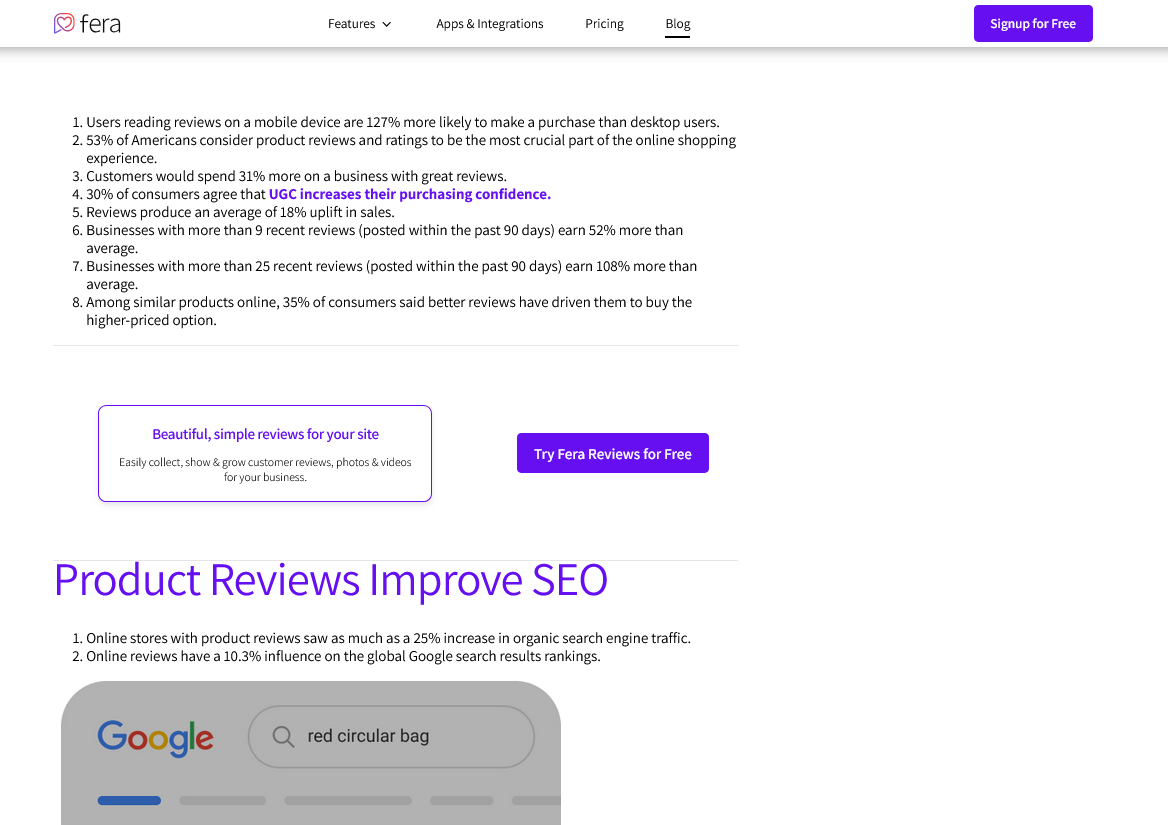 fera
Features
Apps & Integrations
Pricing
Blog
Signup for Free
1. Users reading reviews on a mobile device are 127% more likely to make a purchase than desktop users.
2. 53% of Americans consider product reviews and ratings to be the most crucial part of the online shopping
experience.
3. Customers would spend 31% more on a business with great reviews.
4. 30% of consumers agree that UGC increases their purchasing confidence.
5. Reviews produce an average of 18% uplift in sales.
6. Businesses with more than 9 recent reviews (posted within the past 90 days) earn 52% more than
average.
7. Businesses with more than 25 recent reviews (posted within the past 90 days) earn 108% more than
average.
8. Among similar products online, 35% of consumers said better reviews have driven them to buy the
higher-priced option.
Beautiful, simple reviews for your site
Easily collect, show & grow customer reviews, photos & videos
for your business.
Try Fera Reviews for Free
Product Reviews Improve SEO
1. Online stores with product reviews saw as much as a 25% increase in organic search engine traffic.
2. Online reviews have a 10.3% influence on the global Google search results rankings.
Google
red circular bag